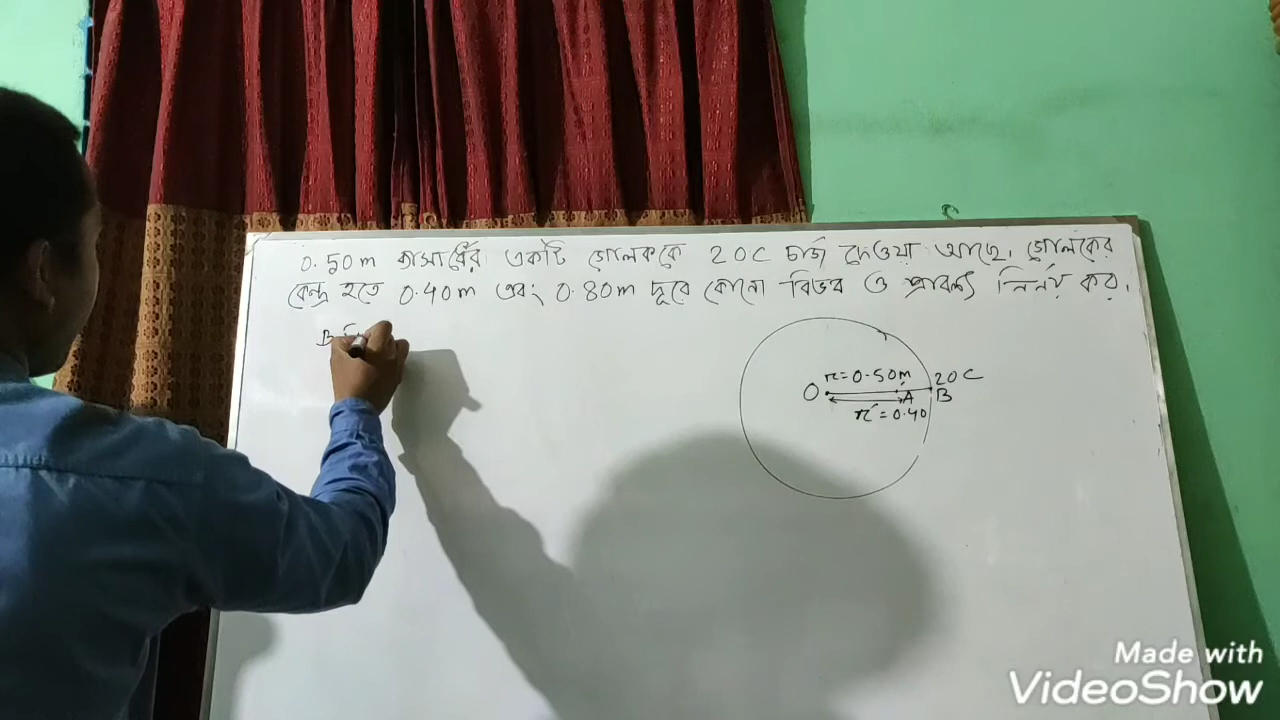 0.50m ব্যাসার্ধের একটি গোলককে 20C চার্জ দেওয়া আছে। গোলকের
কেন্দ্র হতে 0.40m এবং 0.80m দূরে কোনো বিভব ও প্রাবল্য নির্ণয় কর।
B
r=0.50m 20C
O A B
r'=0.40
Made with
VideoShow